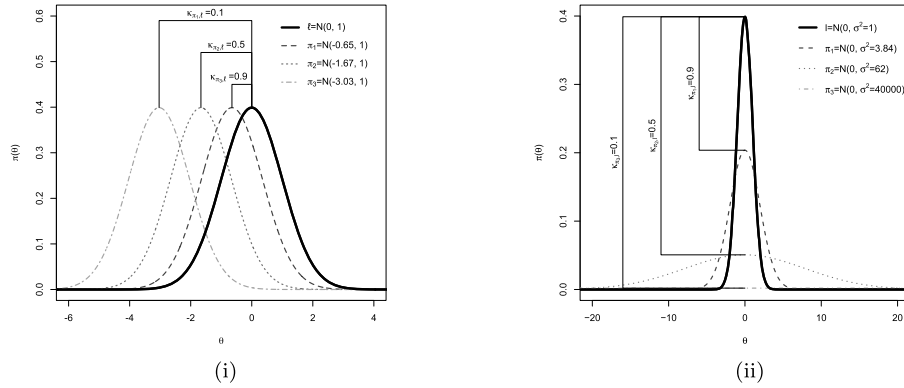 κπ₁,ℓ =0.1
κπ₂,ℓ =0.5
κπ₃,ℓ =0.9
ℓ=N(0, 1)
π₁=N(-0.65, 1)
π₂=N(-1.67, 1)
π₃=N(-3.03, 1)
π(θ)
0.0 0.1 0.2 0.3 0.4 0.5 0.6
−6 −4 −2 0 2 4
θ
(i)
κπ₃,l=0.1
κπ₂,l=0.5
κπ₁,l=0.9
l=N(0, σ²=1)
π₁=N(0, σ²=3.84)
π₂=N(0, σ²=62)
π₃=N(0, σ²=40000)
π(θ)
0.0 0.1 0.2 0.3 0.4
−20 −10 0 10 20
θ
(ii)